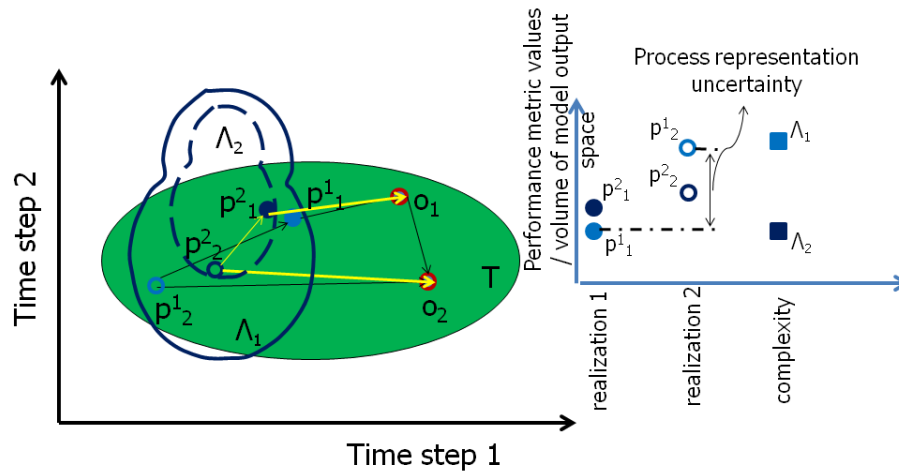 Time step 2
Time step 1
Λ₂
p²₁
p¹₁
o₁
p²₂
p¹₂
o₂
T
Λ₁
Performance metric values
/ volume of model output
space
Process representation
uncertainty
p¹₂
Λ₁
p²₂
p²₁
p¹₁
Λ₂
realization 1
realization 2
complexity